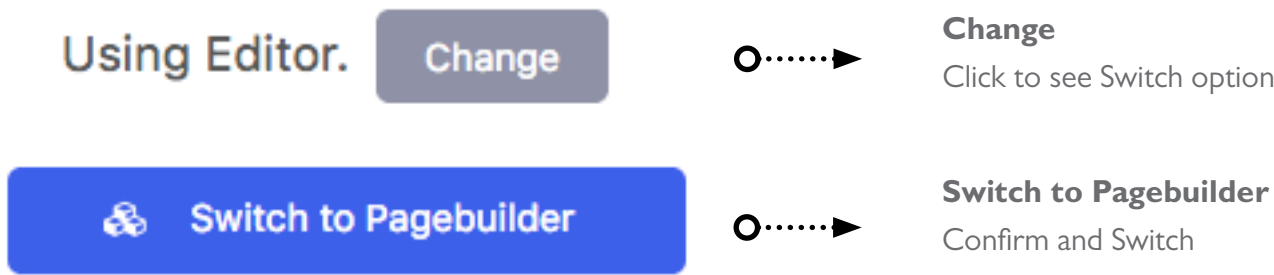 Using Editor. Change
Change
Click to see Switch option
Switch to Pagebuilder
Switch to Pagebuilder
Confirm and Switch